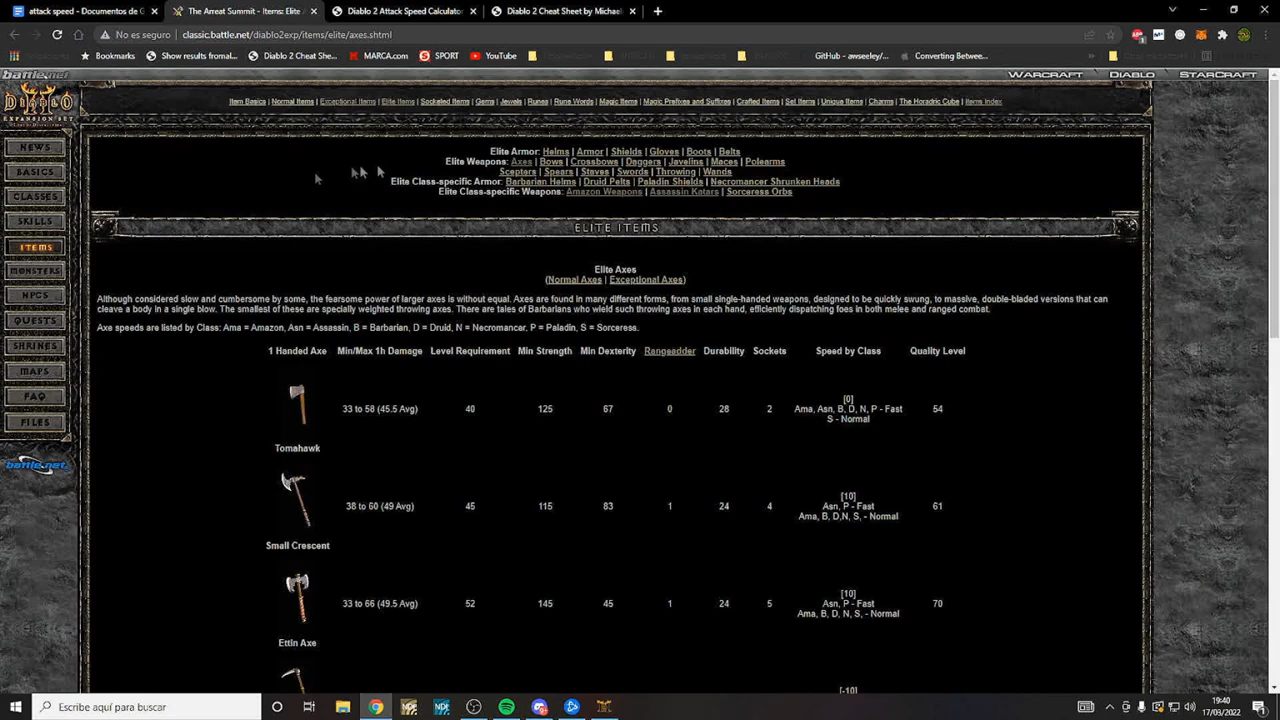 attack speed - Documentos de G
The Arreat Summit - Items: Elite
Diablo 2 Attack Speed Calculator
Diablo 2 Cheat Sheet by Michael
No es seguro | classic.battle.net/diablo2exp/items/elite/axes.shtml
Bookmarks
Show results fromal...
Diablo 2 Cheat She...
MARCA.com
SPORT
YouTube
GitHub - awseeley/...
Converting Betwee...
battle.net
WARCRAFT DIABLO STARCRAFT
DIABLO
EXPANSION SET
Item Basics | Normal Items | Exceptional Items | Elite Items | Socketed Items | Gems | Jewels | Runes | Rune Words | Magic Items | Magic Prefixes and Suffixes | Crafted Items | Set Items | Unique Items | Charms | The Horadric Cube | Items Index
NEWS
BASICS
CLASSES
SKILLS
ITEMS
MONSTERS
NPCS
QUESTS
SHRINES
MAPS
FAQ
FILES
battle.net
Elite Armor: Helms | Armor | Shields | Gloves | Boots | Belts
Elite Weapons: Axes | Bows | Crossbows | Daggers | Javelins | Maces | Polearms
Scepters | Spears | Staves | Swords | Throwing | Wands
Elite Class-specific Armor: Barbarian Helms | Druid Pelts | Paladin Shields | Necromancer Shrunken Heads
Elite Class-specific Weapons: Amazon Weapons | Assassin Katars | Sorceress Orbs
ELITE ITEMS
Elite Axes
(Normal Axes | Exceptional Axes)
Although considered slow and cumbersome by some, the fearsome power of larger axes is without equal. Axes are found in many different forms, from small single-handed weapons, designed to be quickly swung, to massive, double-bladed versions that can
cleave a body in a single blow. The smallest of these are specially weighted throwing axes. There are tales of Barbarians who wield such throwing axes in each hand, efficiently dispatching foes in both melee and ranged combat.
Axe speeds are listed by Class: Ama = Amazon, Asn = Assassin, B = Barbarian, D = Druid, N = Necromancar, P = Paladin, S = Sorceress.
1 Handed Axe Min/Max 1h Damage Level Requirement Min Strength Min Dexterity Rangeadder Durability Sockets Speed by Class Quality Level
33 to 58 (45.5 Avg) 40 125 67 0 28 2 [0]
Ama, Asn, B, D, N, P - Fast
S - Normal 54
Tomahawk
38 to 60 (49 Avg) 45 115 83 1 24 4 [10]
Asn, P - Fast
Ama, B, D,N, S, - Normal 61
Small Crescent
33 to 66 (49.5 Avg) 52 145 45 1 24 5 [10]
Asn, P - Fast
Ama, B, D, N, S, - Normal 70
Ettin Axe
[-10]
Escribe aquí para buscar
19:40
17/03/2022